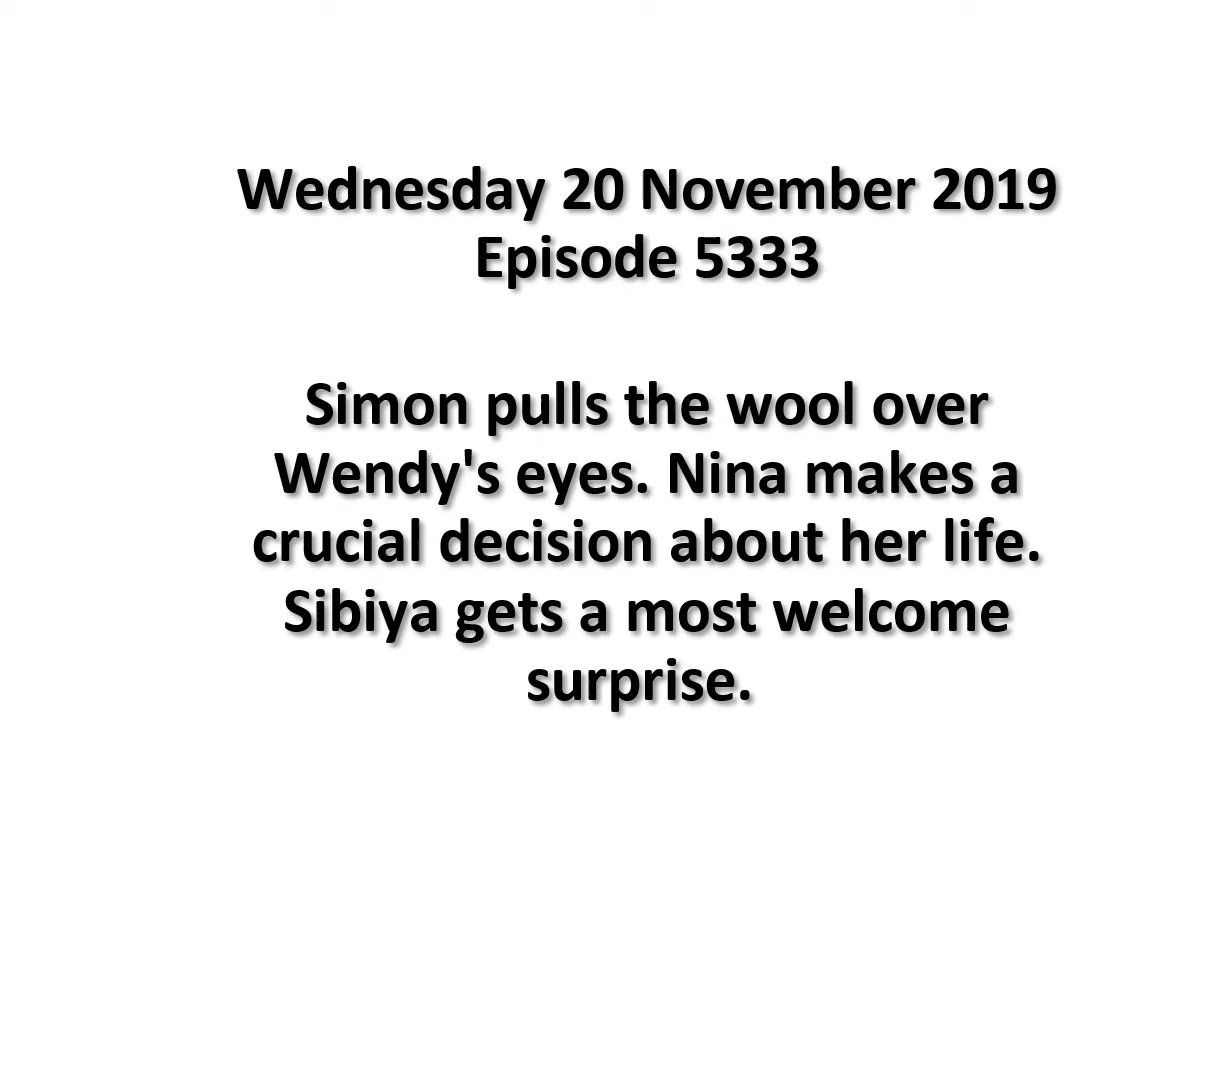 Wednesday 20 November 2019
Episode 5333
Simon pulls the wool over
Wendy's eyes. Nina makes a
crucial decision about her life.
Sibiya gets a most welcome
surprise.